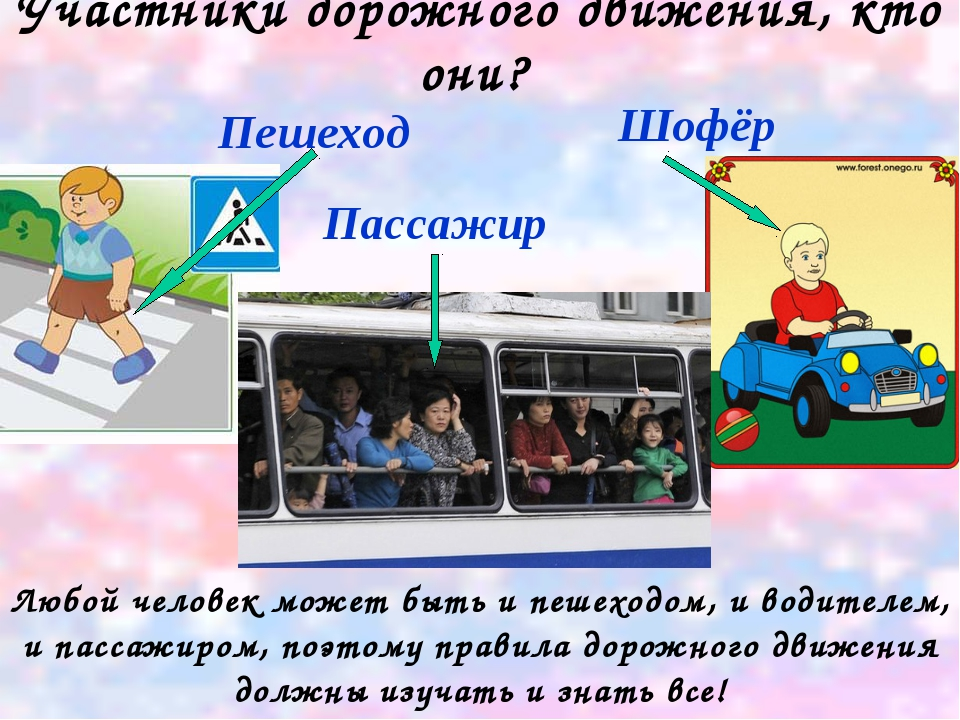 Участники дорожного движения, кто
они?
Пешеход
Шофёр
www.forest.onego.ru
Пассажир
Любой человек может быть и пешеходом, и водителем,
и пассажиром, поэтому правила дорожного движения
должны изучать и знать все!